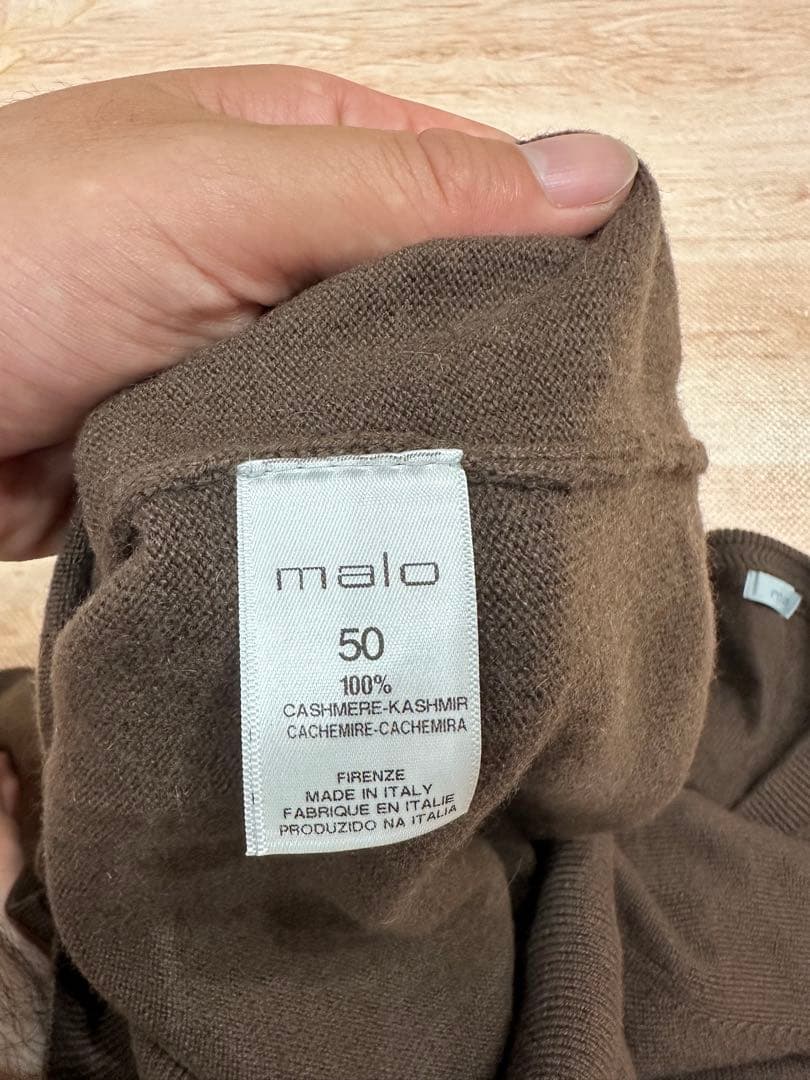 malo
50
100%
CASHMERE-KASHMIR
CACHEMIRE-CACHEMIRA
FIRENZE
MADE IN ITALY
FABRIQUE EN ITALIE
PRODUZIDO NA ITALIA